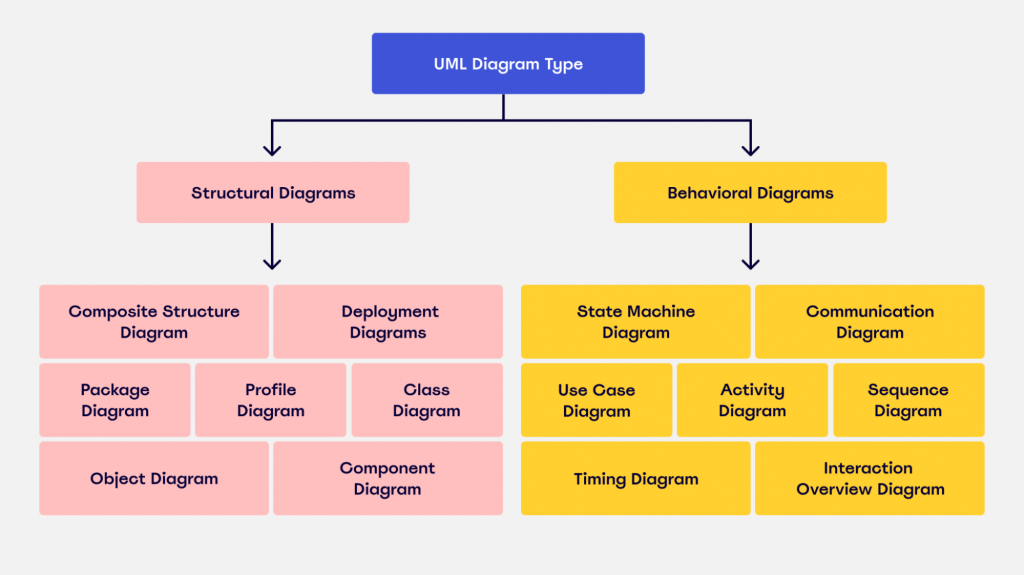 UML Diagram Type
Structural Diagrams
Behavioral Diagrams
Composite Structure
Diagram
Deployment
Diagrams
State Machine
Diagram
Communication
Diagram
Package
Diagram
Profile
Diagram
Class
Diagram
Use Case
Diagram
Activity
Diagram
Sequence
Diagram
Object Diagram
Component
Diagram
Timing Diagram
Interaction
Overview Diagram